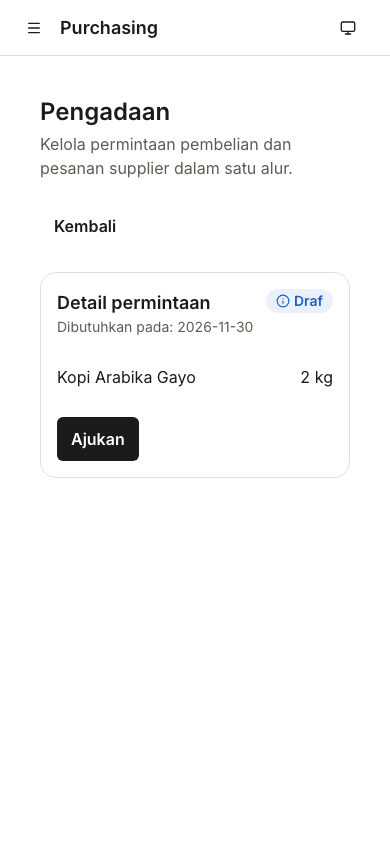 Purchasing
Pengadaan
Kelola permintaan pembelian dan
pesanan supplier dalam satu alur.
Kembali
Detail permintaan
Draf
Dibutuhkan pada: 2026-11-30
Kopi Arabika Gayo
2 kg
Ajukan